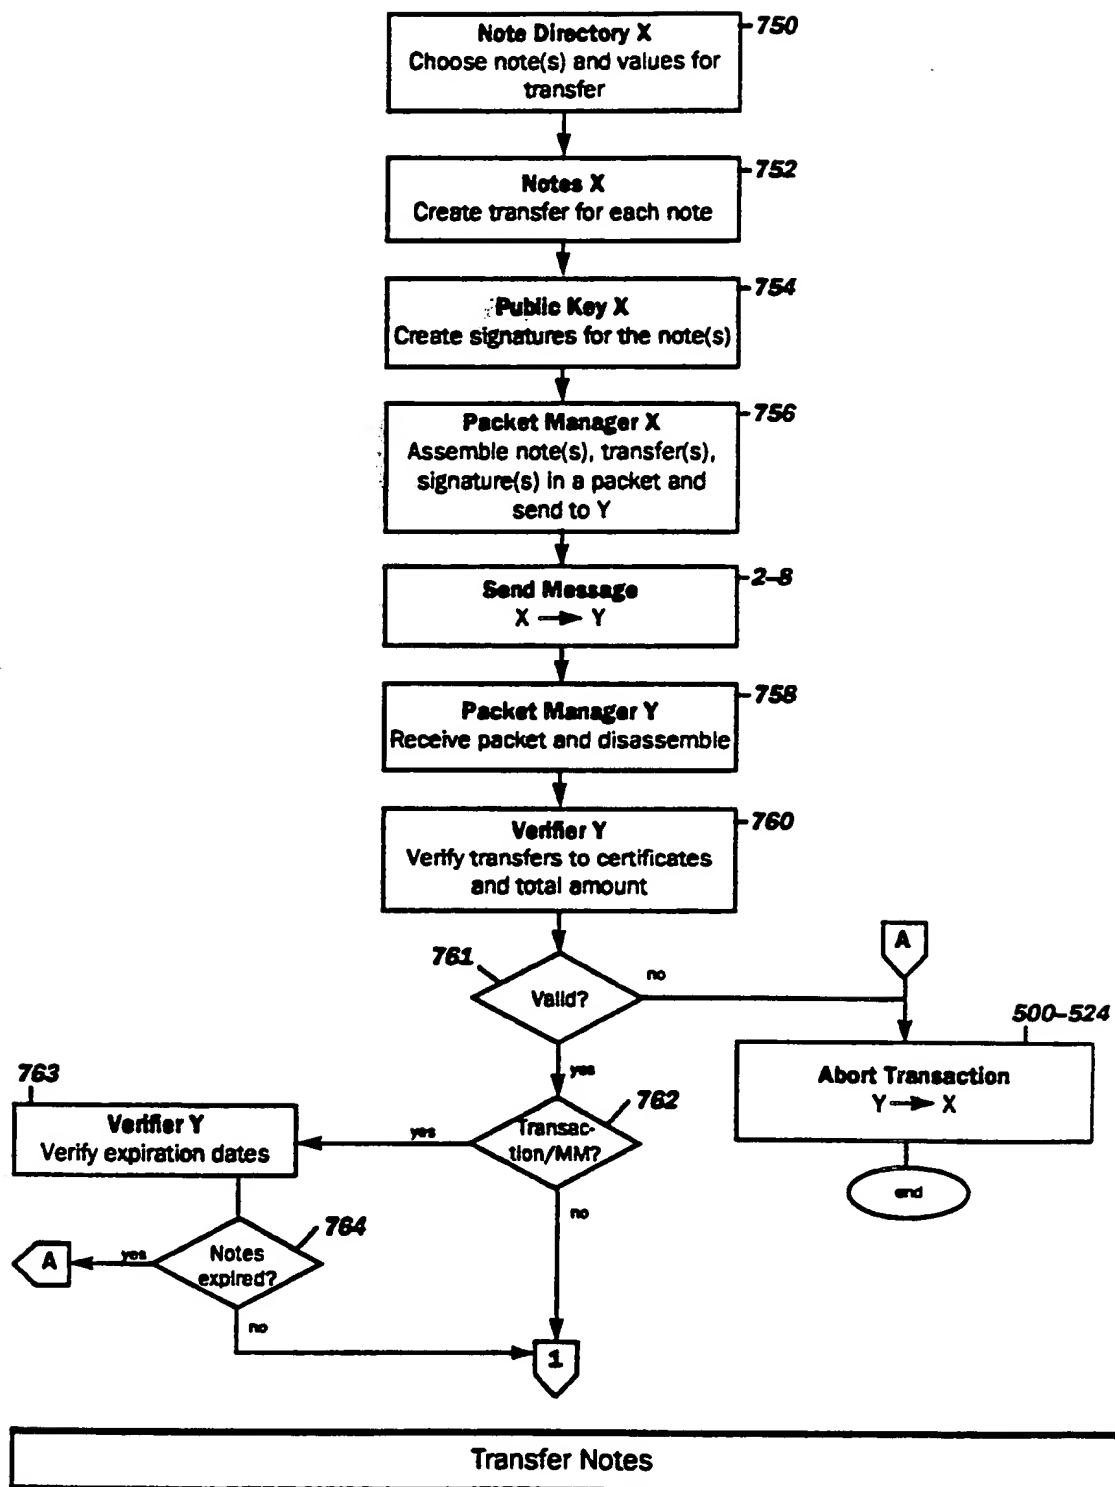 750
Note Directory X
Choose note(s) and values for
transfer
752
Notes X
Create transfer for each note
754
Public Key X
Create signatures for the note(s)
756
Packet Manager X
Assemble note(s), transfer(s),
signature(s) in a packet and
send to Y
2-8
Send Message
X → Y
758
Packet Manager Y
Receive packet and disassemble
760
Verifier Y
Verify transfers to certificates
and total amount
A
761
no
Valid?
500-524
Abort Transaction
Y → X
end
yes
763
762
Verifier Y
Verify expiration dates
yes
Transac-
tion/MM?
no
764
A
yes
Notes
expired?
no
1
Transfer Notes